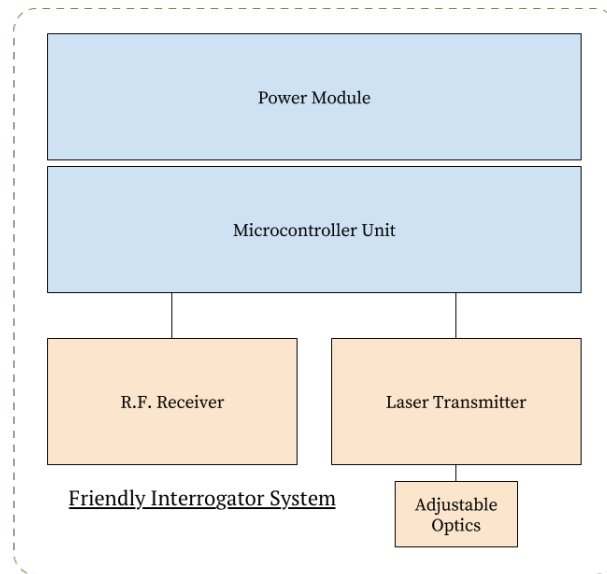 Power Module
Microcontroller Unit
R.F. Receiver
Laser Transmitter
Friendly Interrogator System
Adjustable
Optics